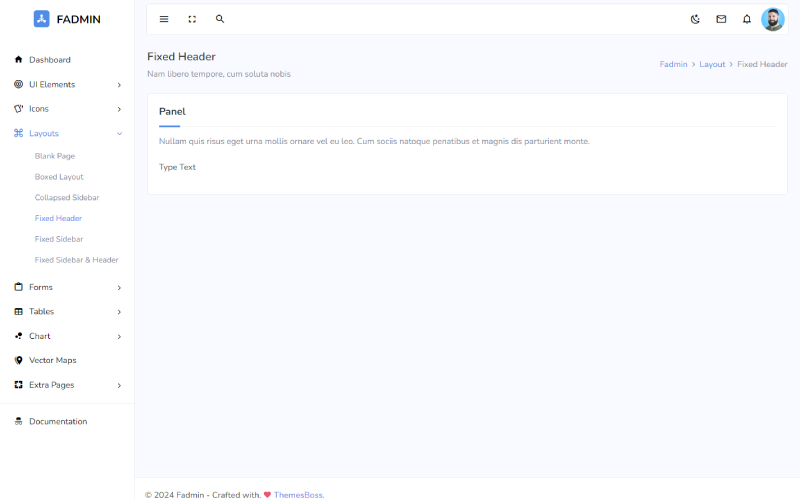 FADMIN
Dashboard
UI Elements
Icons
Layouts
Blank Page
Boxed Layout
Collapsed Sidebar
Fixed Header
Fixed Sidebar
Fixed Sidebar & Header
Forms
Tables
Chart
Vector Maps
Extra Pages
Documentation
Fixed Header
Nam libero tempore, cum soluta nobis
Fadmin > Layout > Fixed Header
Panel
Nullam quis risus eget urna mollis ornare vel eu leo. Cum sociis natoque penatibus et magnis dis parturient monte.
Type Text
© 2024 Fadmin - Crafted with. ❤ ThemesBoss.